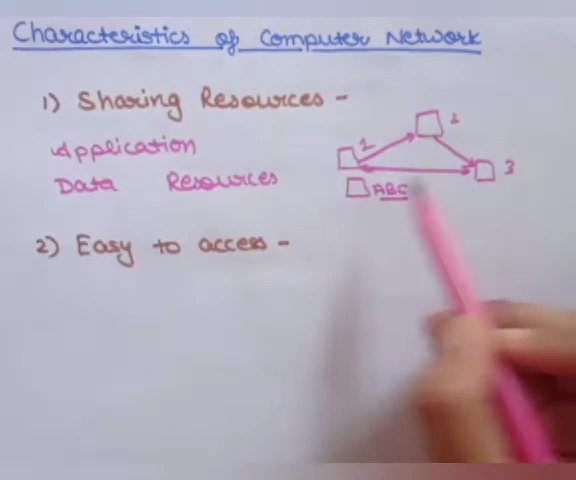 Characteristics of Computer Network
1) Sharing Resources -
Application
Data Resources
2
1
3
ABC
2) Easy to access -